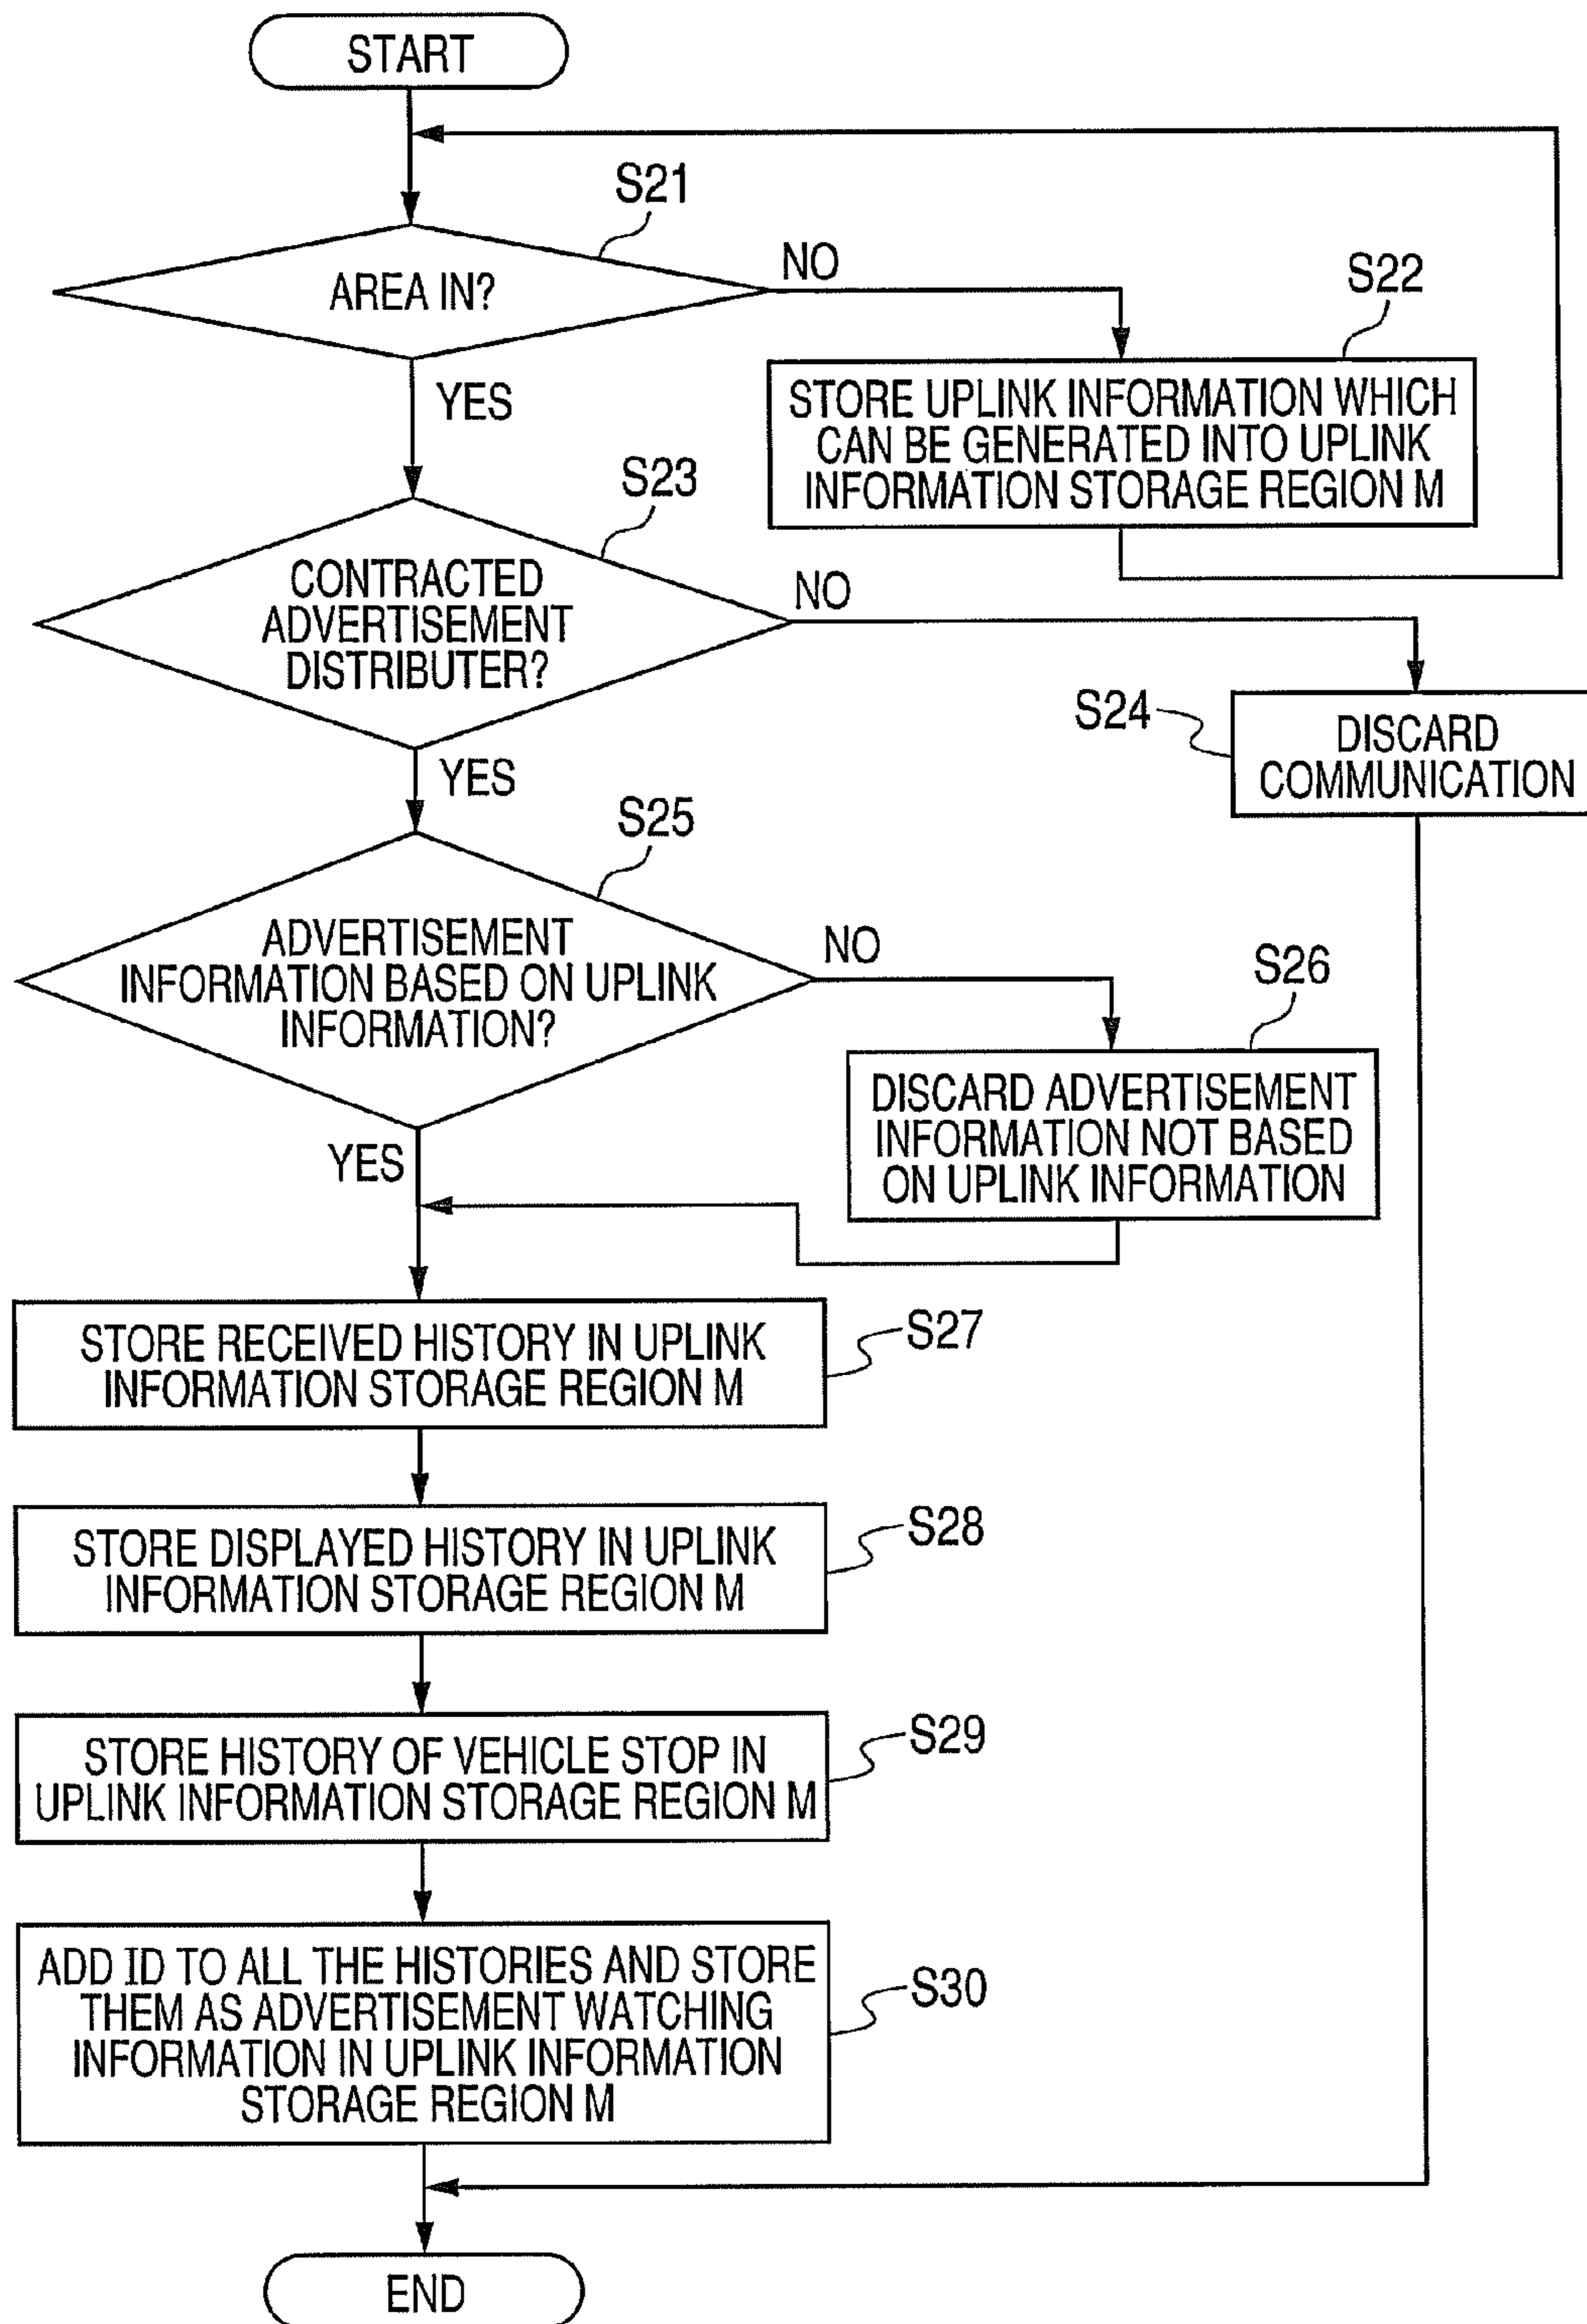 START
S21
AREA IN?
NO
S22
STORE UPLINK INFORMATION WHICH
CAN BE GENERATED INTO UPLINK
INFORMATION STORAGE REGION M
YES
S23
CONTRACTED
ADVERTISEMENT
DISTRIBUTER?
NO
S24
DISCARD
COMMUNICATION
YES
S25
ADVERTISEMENT
INFORMATION BASED ON UPLINK
INFORMATION?
NO
S26
DISCARD ADVERTISEMENT
INFORMATION NOT BASED
ON UPLINK INFORMATION
YES
STORE RECEIVED HISTORY IN UPLINK
INFORMATION STORAGE REGION M
S27
STORE DISPLAYED HISTORY IN UPLINK
INFORMATION STORAGE REGION M
S28
STORE HISTORY OF VEHICLE STOP IN
UPLINK INFORMATION STORAGE REGION M
S29
ADD ID TO ALL THE HISTORIES AND STORE
THEM AS ADVERTISEMENT WATCHING
INFORMATION IN UPLINK INFORMATION
STORAGE REGION M
S30
END